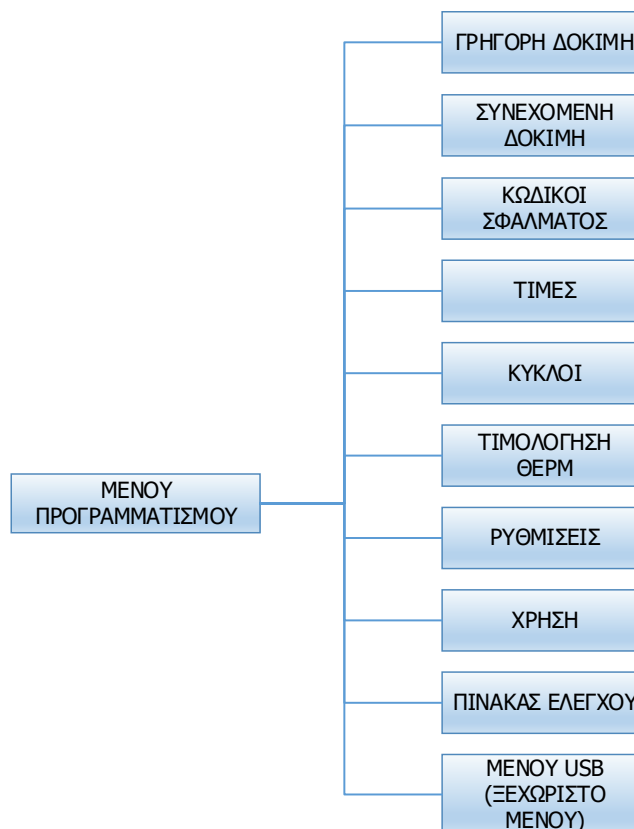 ΓΡΗΓΟΡΗ ΔΟΚΙΜΗ
ΣΥΝΕΧΟΜΕΝΗ
ΔΟΚΙΜΗ
ΚΩΔΙΚΟΙ
ΣΦΑΛΜΑΤΟΣ
ΤΙΜΕΣ
ΚΥΚΛΟΙ
ΤΙΜΟΛΟΓΗΣΗ
ΘΕΡΜ
ΜΕΝΟΥ
ΠΡΟΓΡΑΜΜΑΤΙΣΜΟΥ
ΡΥΘΜΙΣΕΙΣ
ΧΡΗΣΗ
ΠΙΝΑΚΑΣ ΕΛΕΓΧΟΥ
ΜΕΝΟΥ USB
(ΞΕΧΩΡΙΣΤΟ
ΜΕΝΟΥ)